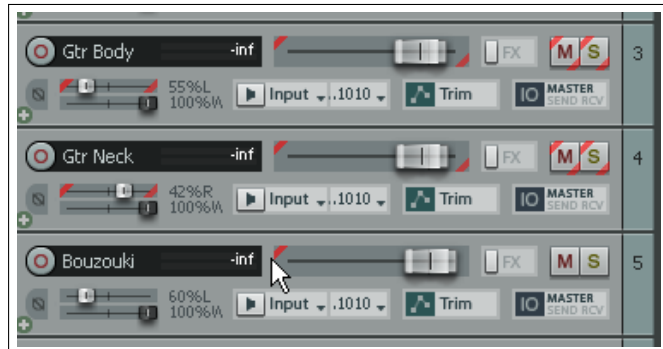 Gtr Body -inf FX M S 3
55%L
100%W Input ..1010 Trim IO MASTER
SEND RCV
Gtr Neck -inf FX M S 4
42%R
100%W Input ..1010 Trim IO MASTER
SEND RCV
Bouzouki -inf FX M S 5
60%L
100%W Input ..1010 Trim IO MASTER
SEND RCV